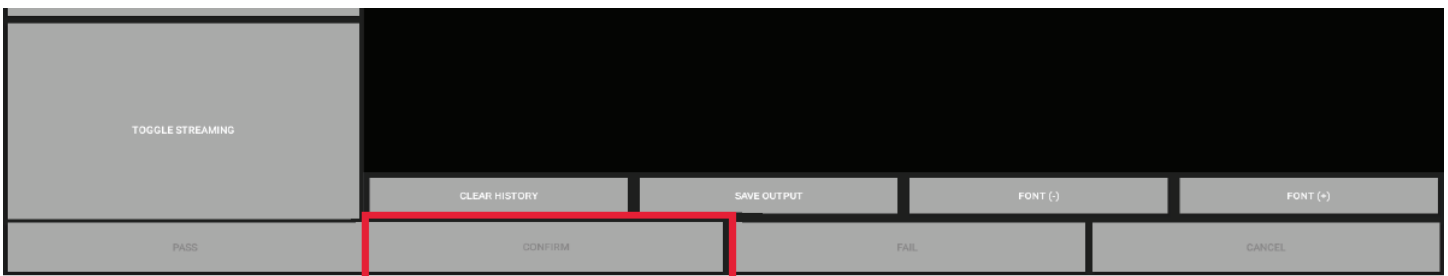 TOGGLE STREAMING
CLEAR HISTORY SAVE OUTPUT FONT (-) FONT (+)
PASS CONFIRM FAIL CANCEL